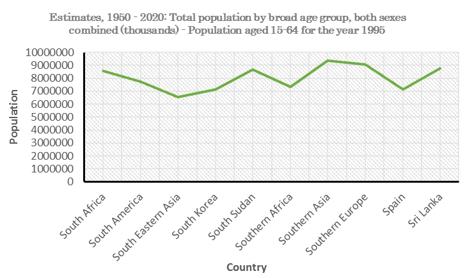 Estimates, 1950 - 2020: Total population by broad age group, both sexes
combined (thousands) - Population aged 15-64 for the year 1995
10000000
9000000
8000000
7000000
6000000
5000000
4000000
3000000
2000000
1000000
0
Population
South Africa
South America
South Eastern Asia
South Korea
South Sudan
Southern Africa
Southern Asia
Southern Europe
Spain
Sri Lanka
Country